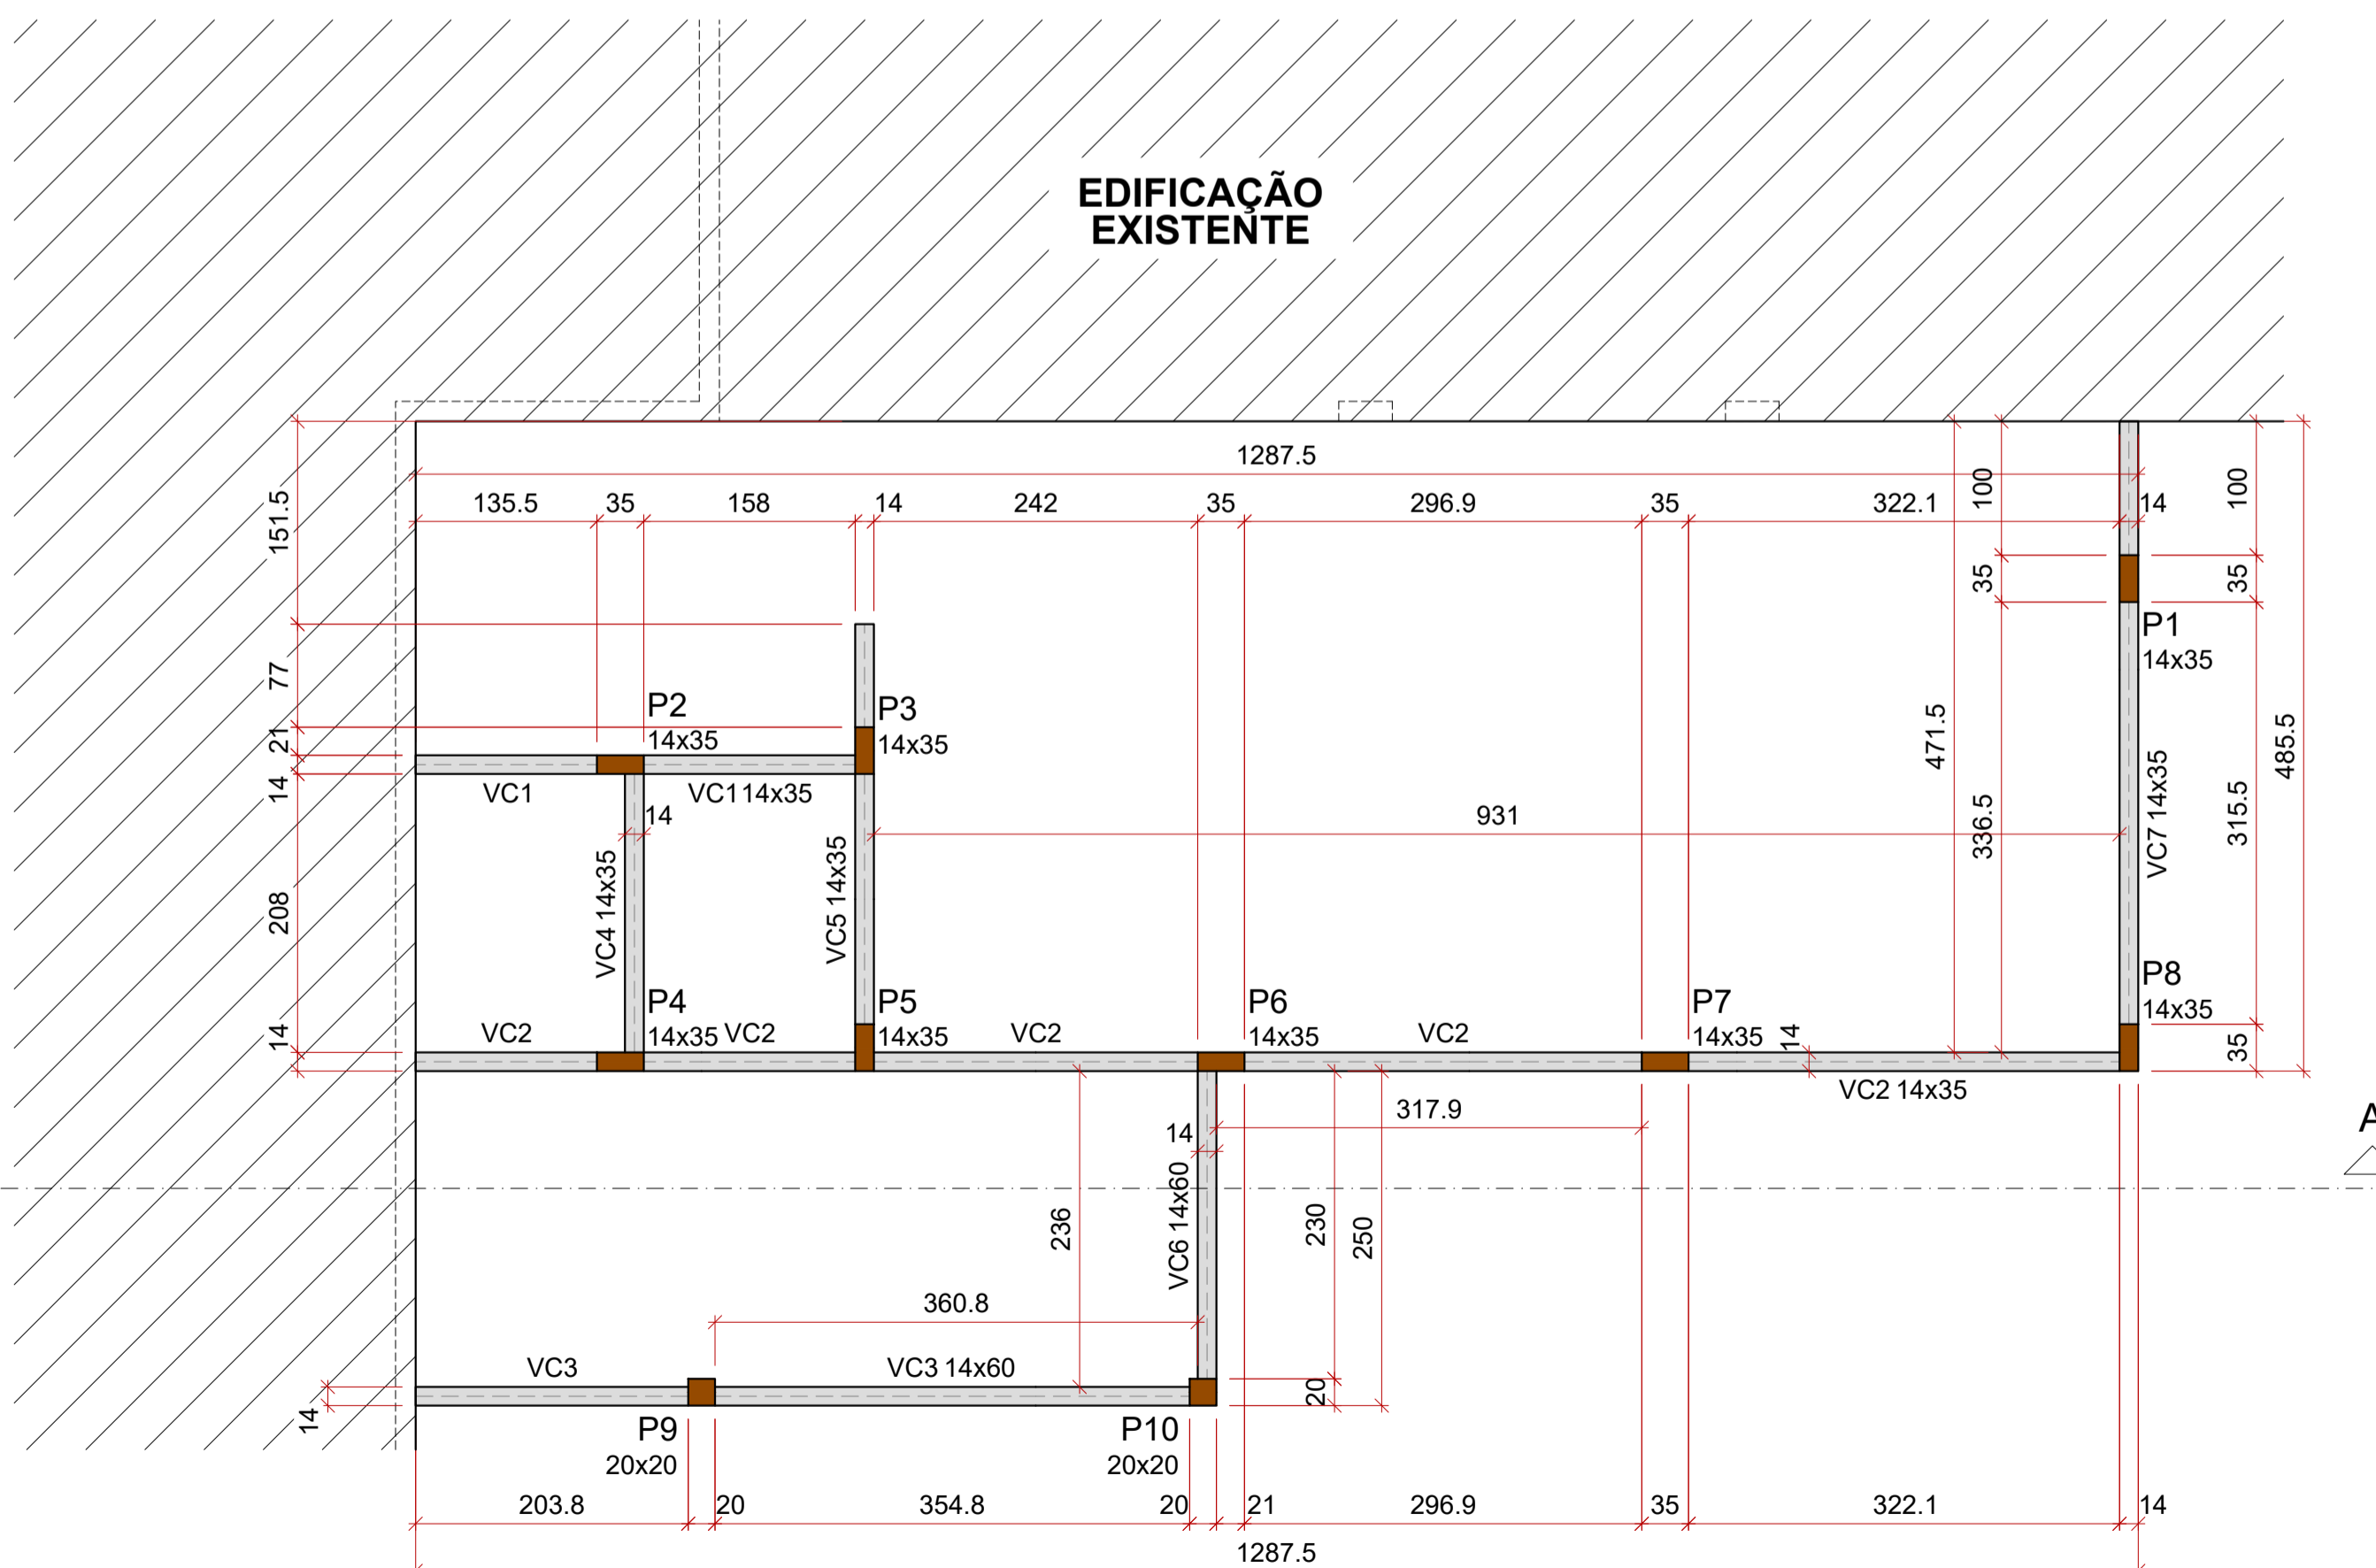 EDIFICAÇÃO
EXISTENTE
1287.5
135.5 35 158 14 242 35 296.9 35 322.1 14
151.5
77
21
14
208
14
100
35
471.5
336.5
100
35
315.5
35
485.5
P1
14x35
P2
14x35
P3
14x35
VC1
VC1 14x35
14
931
VC4 14x35
VC5 14x35
VC7 14x35
P4
14x35
P5
14x35
P6
14x35
P7
14x35
P8
14x35
VC2
VC2
VC2
VC2
14
VC2 14x35
317.9
14
VC6 14x60
236
230
250
20
A
360.8
VC3
VC3 14x60
14
P9
20x20
P10
20x20
203.8 20 354.8 20 21 296.9 35 322.1 14
1287.5